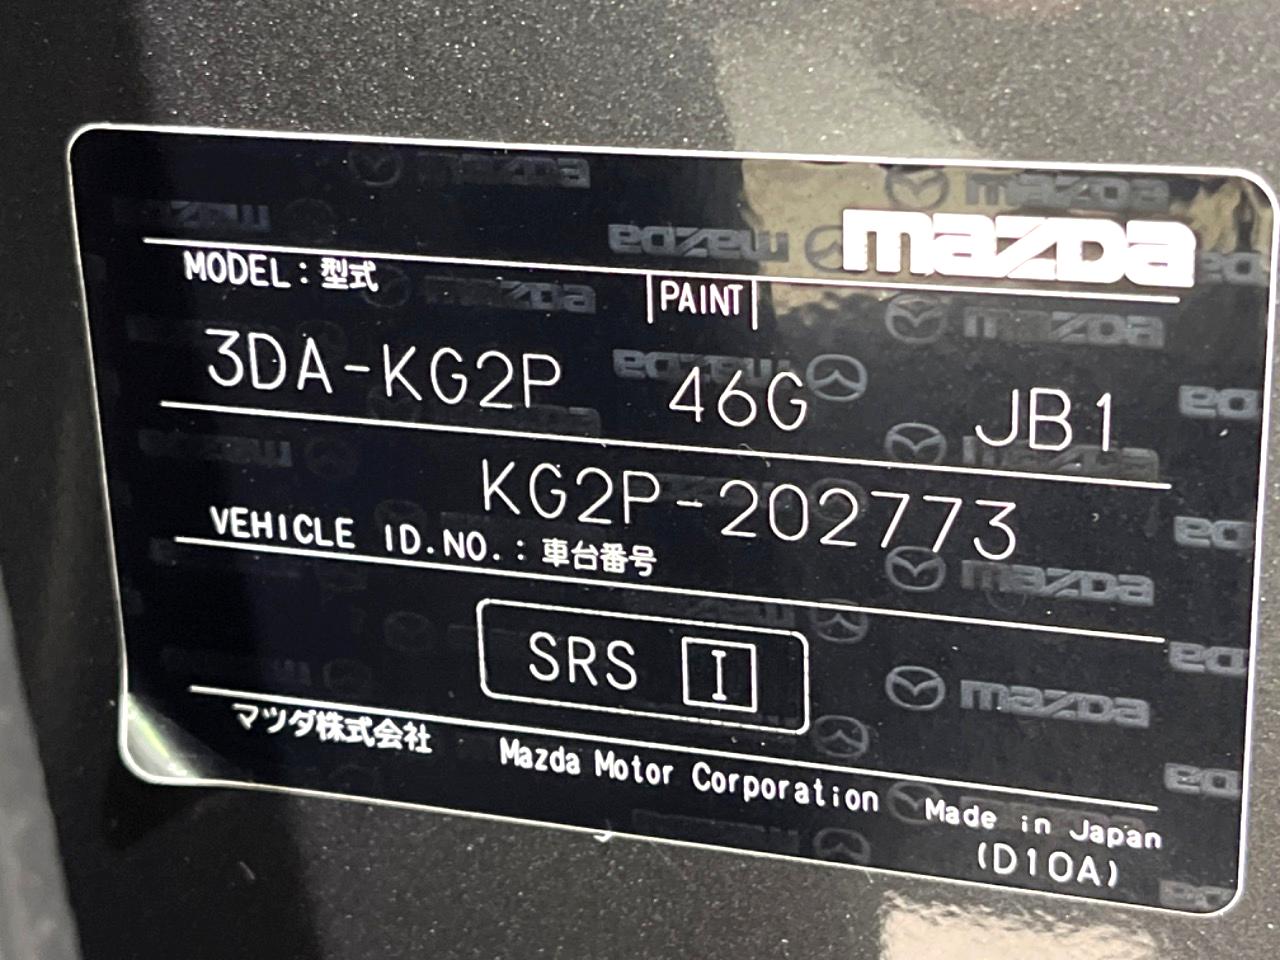 mazda
MODEL：型式 PAINT
3DA-KG2P 46G JB1
KG2P-202773
VEHICLE ID.NO.：車台番号
SRS I
マツダ株式会社 Mazda Motor Corporation Made in Japan
(D10A)